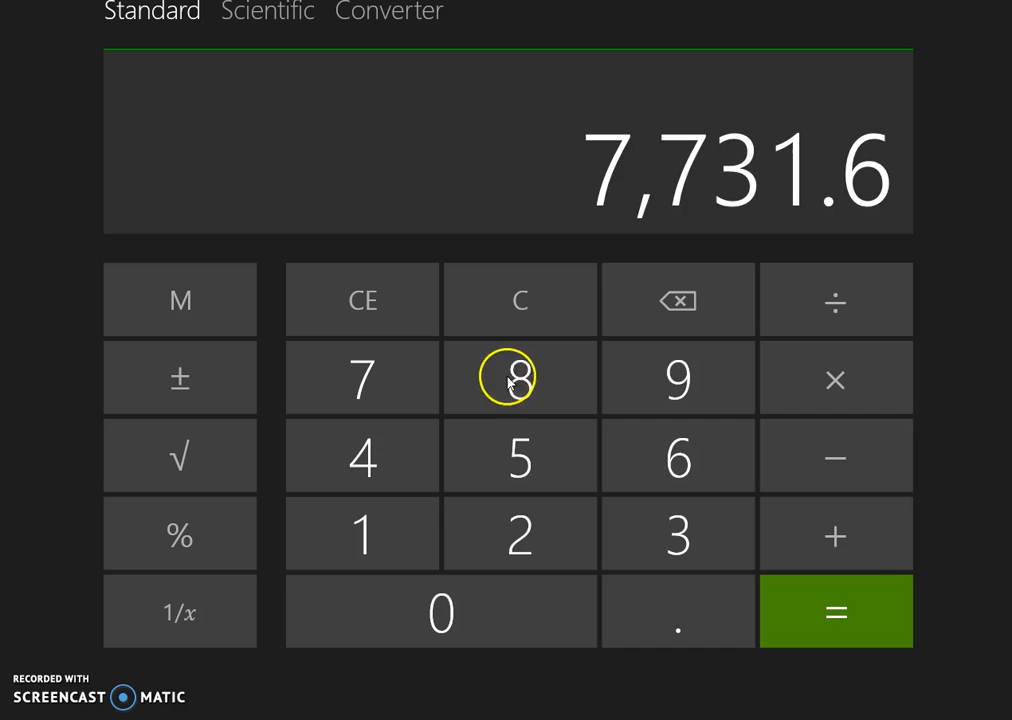 Standard Scientific Converter
7,731.6
M CE C ÷
± 7 8 9 ×
√ 4 5 6 −
% 1 2 3 +
1/x 0 . =
RECORDED WITH
SCREENCAST MATIC